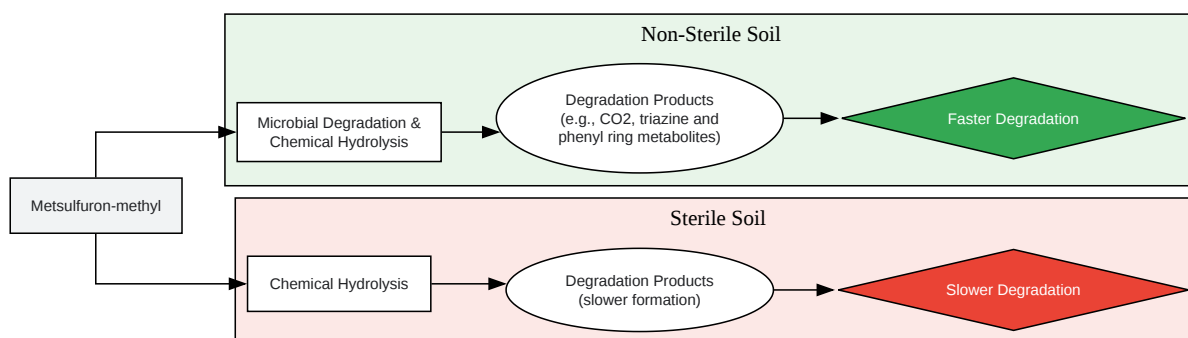 Non-Sterile Soil
Microbial Degradation &
Chemical Hydrolysis
Degradation Products
(e.g., CO2, triazine and
phenyl ring metabolites)
Faster Degradation
Metsulfuron-methyl
Sterile Soil
Chemical Hydrolysis
Degradation Products
(slower formation)
Slower Degradation